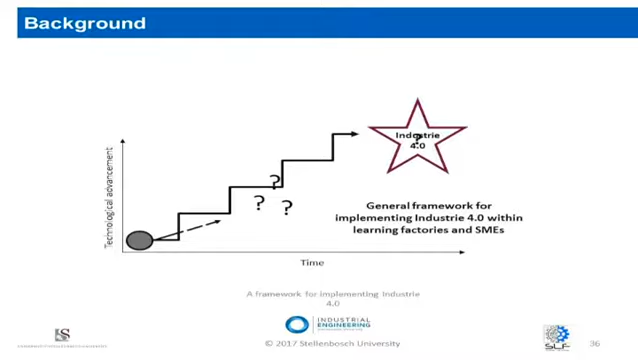 Background
Technological advancement
Industrie
?
4.0
?
?
?
General framework for
implementing Industrie 4.0 within
learning factories and SMEs
Time
A framework for implementing Industrie
4.0
INDUSTRIAL
ENGINEERING
© 2017 Stellenbosch University
SLF
36